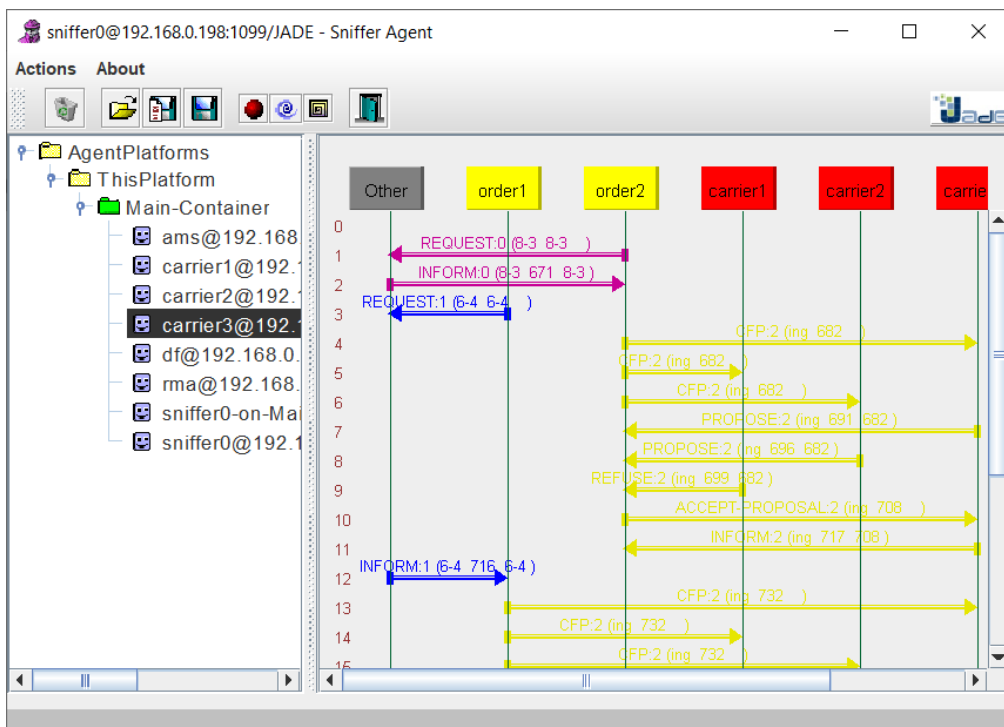 sniffer0@192.168.0.198:1099/JADE - Sniffer Agent
Actions About
Jade
AgentPlatforms
ThisPlatform
Main-Container
ams@192.168
carrier1@192.1
carrier2@192.1
carrier3@192.1
df@192.168.0.
rma@192.168.
sniffer0-on-Mai
sniffer0@192.1
Other order1 order2 carrier1 carrier2 carrie
0
1 REQUEST:0 (8-3 8-3 )
2 INFORM:0 (8-3 671 8-3 )
3 REQUEST:1 (6-4 6-4 )
4 CFP:2 (ing 682 )
5 CFP:2 (ing 682 )
6 CFP:2 (ing 682 )
7 PROPOSE:2 (ing 691 682 )
8 PROPOSE:2 (ing 696 682 )
9 REFUSE:2 (ing 699 682 )
10 ACCEPT-PROPOSAL:2 (ing 708 )
11 INFORM:2 (ing 717 708 )
12 INFORM:1 (6-4 716 6-4 )
13 CFP:2 (ing 732 )
14 CFP:2 (ing 732 )
15 CFP:2 (ing 732 )